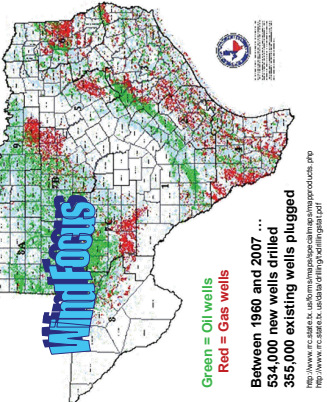 WindFocus
Green = Oil wells
Red = Gas wells
Between 1960 and 2007 ...
534,000 new wells drilled
355,000 existing wells plugged
http://www.rrc.state.tx.us/forms/maps/specialmaps/mapproducts.php
http://www.rrc.state.tx.us/data/drilling/txdrillingstat.pdf